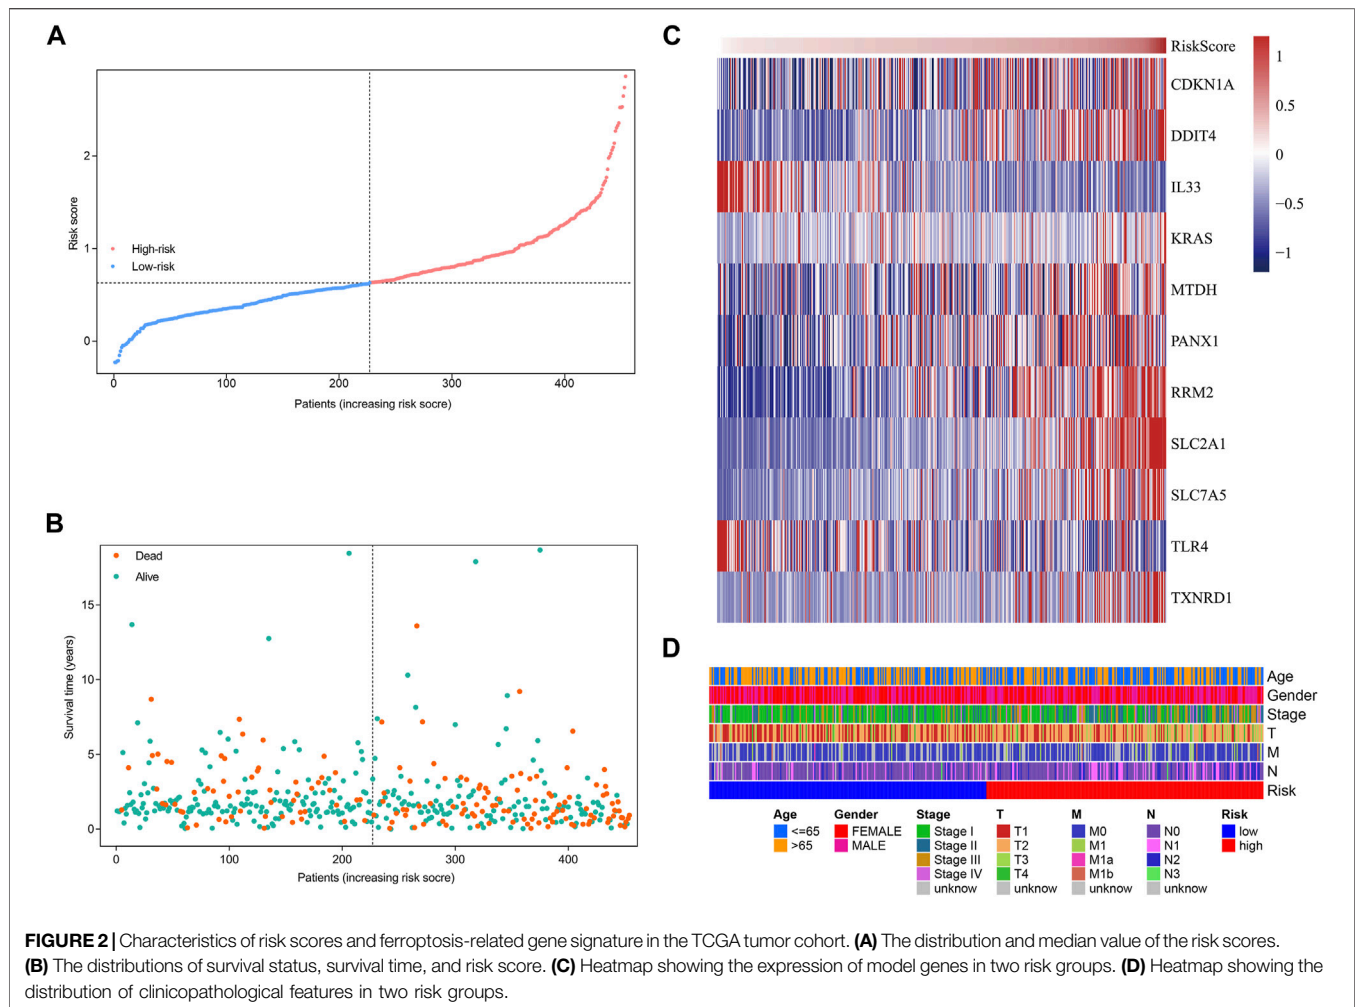 A
Risk score
2
1
0
High-risk
Low-risk
0
100
200
300
400
Patients (increasing risk socre)
B
Survival time (years)
15
10
5
0
Dead
Alive
0
100
200
300
400
Patients (increasing risk socre)
C
RiskScore
CDKN1A
DDIT4
IL33
KRAS
MTDH
PANX1
RRM2
SLC2A1
SLC7A5
TLR4
TXNRD1
1
0.5
0
−0.5
−1
D
Age
Gender
Stage
T
M
N
Risk
Age
<=65
>65
Gender
FEMALE
MALE
Stage
Stage I
Stage II
Stage III
Stage IV
unknow
T
T1
T2
T3
T4
unknow
M
M0
M1
M1a
M1b
unknow
N
N0
N1
N2
N3
unknow
Risk
low
high
FIGURE 2 | Characteristics of risk scores and ferroptosis-related gene signature in the TCGA tumor cohort. (A) The distribution and median value of the risk scores.
(B) The distributions of survival status, survival time, and risk score. (C) Heatmap showing the expression of model genes in two risk groups. (D) Heatmap showing the
distribution of clinicopathological features in two risk groups.